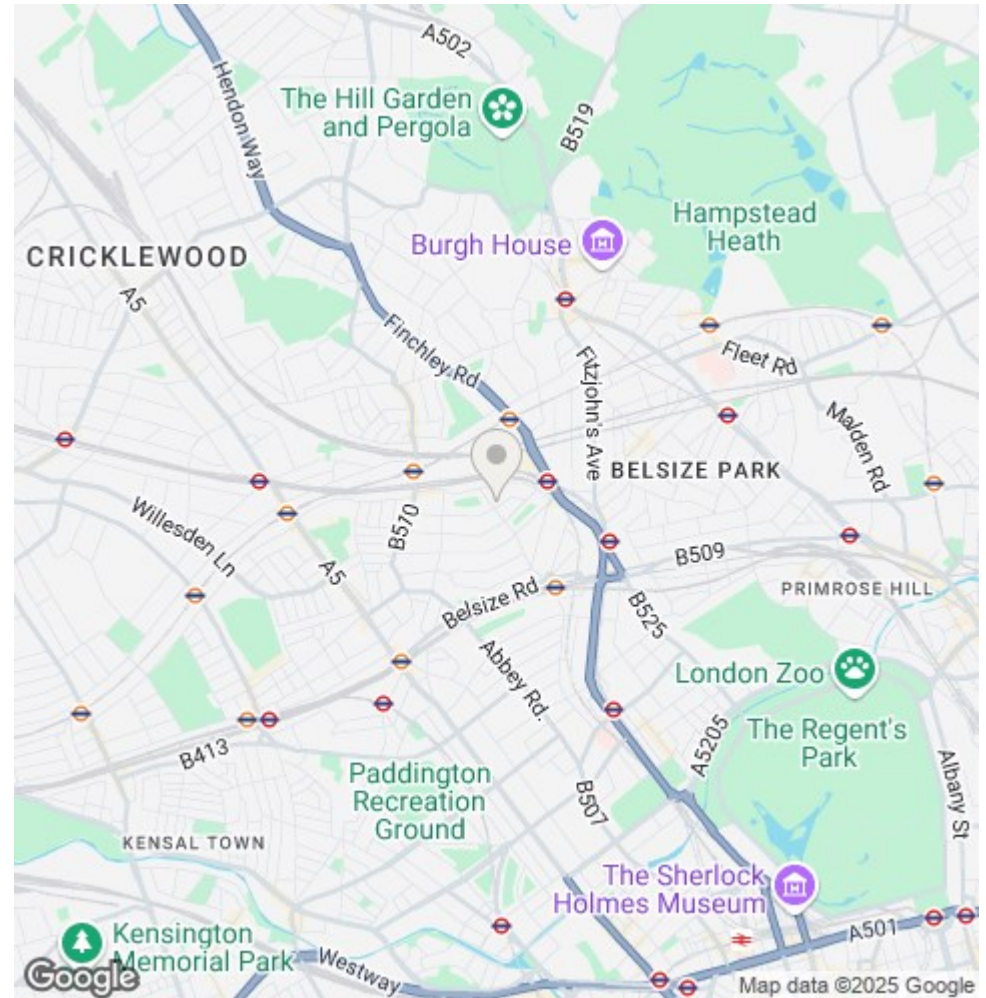 A502
The Hill Garden
and Pergola
B519
Hendon Way
Hampstead
Heath
Burgh House
CRICKLEWOOD
A5
Finchley Rd
Fitzjohn's Ave
Fleet Rd
Malden Rd
BELSIZE PARK
Willesden Ln
B510
A5
B509
Belsize Rd
PRIMROSE HILL
B525
Abbey Rd.
London Zoo
The Regent's
Park
A5205
Albany St
B413
Paddington
Recreation
Ground
B507
KENSAL TOWN
The Sherlock
Holmes Museum
A501
Kensington
Memorial Park
Westway
Google
Map data ©2025 Google